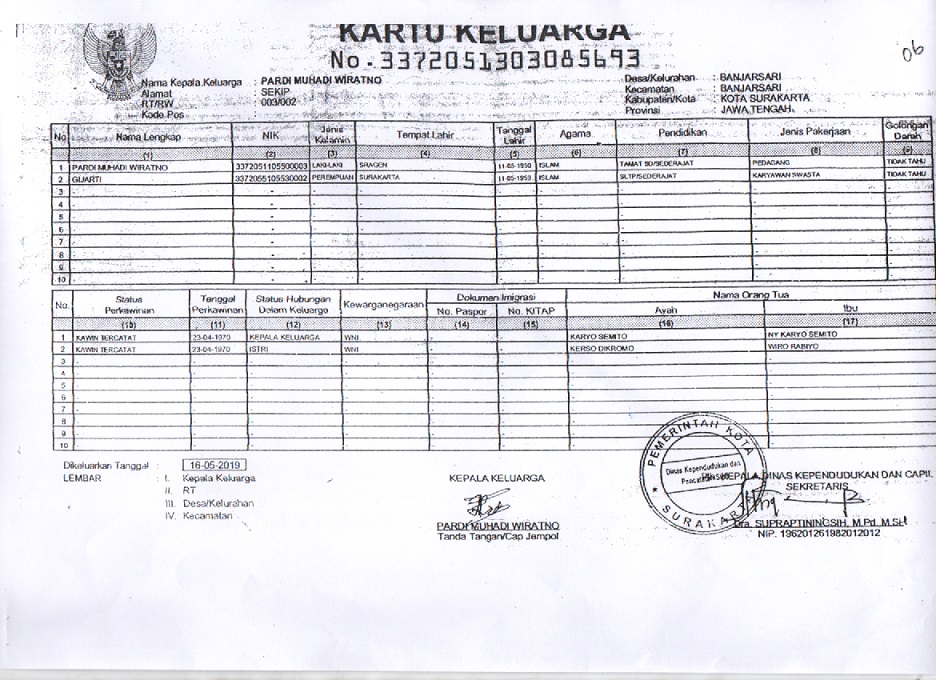 KARTU KELUARGA
No. 3372051303085693
06
Nama Kepala Keluarga : PARDI MUHADI WIRATNO
Alamat : SEKIP
RT/RW : 003/002
Kode Pos :
Desa/Kelurahan : BANJARSARI
Kecamatan : BANJARSARI
Kabupaten/Kota : KOTA SURAKARTA
Provinsi : JAWA TENGAH
No Nama Lengkap NIK Jenis Kelamin Tempat Lahir Tanggal Lahir Agama Pendidikan Jenis Pekerjaan Golongan Darah
(1) (2) (3) (4) (5) (6) (7) (8) (9)
1 PARDI MUHADI WIRATNO 3372051105500003 LAKI-LAKI SRAGEN 11-05-1950 ISLAM TAMAT SD/SEDERAJAT PEDAGANG TIDAK TAHU
2 GIJARTI 3372055105530002 PEREMPUAN SURAKARTA ISLAM SLTP/SEDERAJAT KARYAWAN SWASTA TIDAK TAHU
3 -
4 -
5 -
6 -
7 -
8 -
9 -
10 -
No. Status Perkawinan Tanggal Perkawinan Status Hubungan Dalam Keluarga Kewarganegaraan Dokumen Imigrasi Nama Orang Tua
No. Paspor No. KITAP Ayah Ibu
(10) (11) (12) (13) (14) (15) (16) (17)
1 KAWIN TERCATAT 23-04-1970 KEPALA KELUARGA WNI - - KARYO SEMITO NY KARYO SEMITO
2 KAWIN TERCATAT 23-04-1970 ISTRI WNI - - KERSO DIKROMO WIRO RABIYO
3 -
4 -
5 -
6 -
7 -
8 -
9 -
10 -
Dikeluarkan Tanggal : 16-05-2019
LEMBAR : I. Kepala Keluarga
II. RT
III. Desa/Kelurahan
IV. Kecamatan
KEPALA KELUARGA
PARDI MUHADI WIRATNO
Tanda Tangan/Cap Jempol
PEMERINTAH KOTA
Dinas Kependudukan dan
SURAKARTA
KEPALA DINAS KEPENDUDUKAN DAN CAPIL
SEKRETARIS
Dra. SUPRAPTININGSIH, M.Pd, M.SH
NIP. 196201261982012012